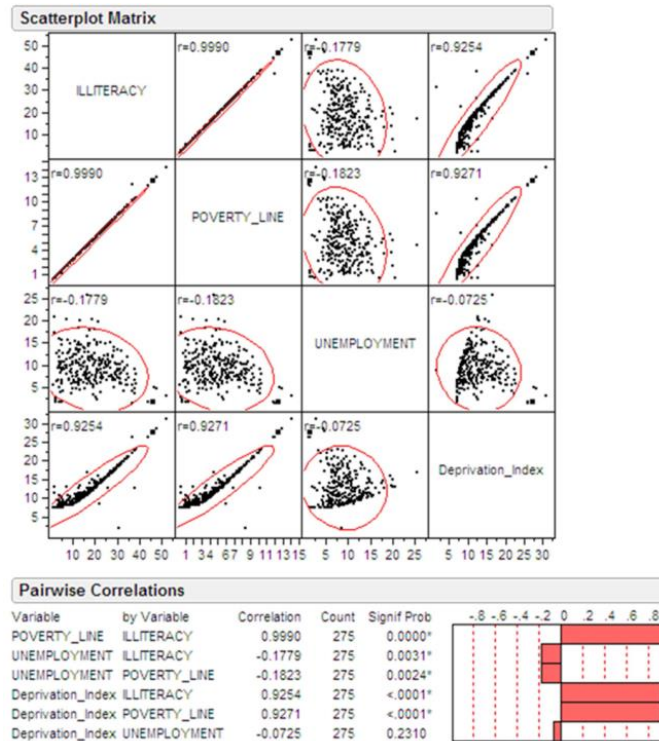 Scatterplot Matrix
50
40
30
20
10
ILLITERACY
r=0.9990
r=-0.1779
r=0.9254
13
10
7
4
1
r=0.9990
POVERTY_LINE
r=-0.1823
r=0.9271
25
20
15
10
5
r=-0.1779
r=-0.1823
UNEMPLOYMENT
r=-0.0725
30
25
20
15
10
5
r=0.9254
r=0.9271
r=-0.0725
Deprivation_Index
10 20 30 40 50 1 34 67 9 11 13 15 5 10 15 20 25 5 10 15 20 25 30
Pairwise Correlations
Variable by Variable Correlation Count Signif Prob -.8 -.6 -.4 -.2 0 .2 .4 .6 .8
POVERTY_LINE ILLITERACY 0.9990 275 0.0000*
UNEMPLOYMENT ILLITERACY -0.1779 275 0.0031*
UNEMPLOYMENT POVERTY_LINE -0.1823 275 0.0024*
Deprivation_Index ILLITERACY 0.9254 275 <.0001*
Deprivation_Index POVERTY_LINE 0.9271 275 <.0001*
Deprivation_Index UNEMPLOYMENT -0.0725 275 0.2310